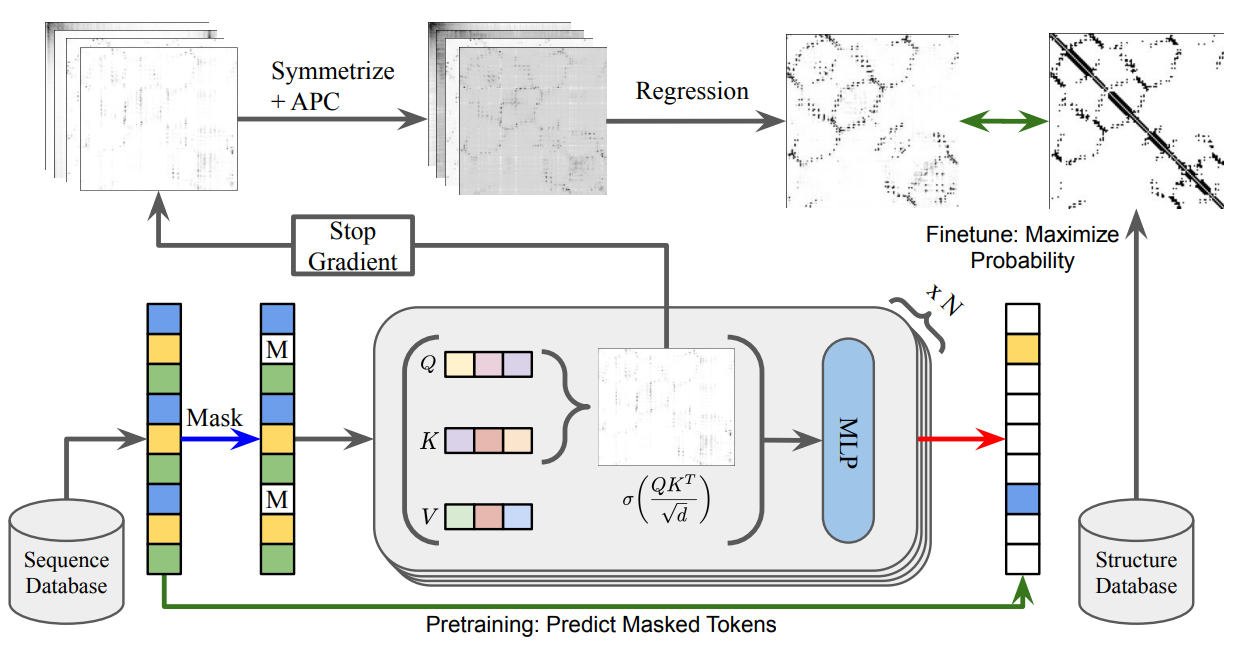 Symmetrize
+ APC
Regression
Stop
Gradient
Finetune: Maximize
Probability
x N
M
Q
Mask
K
MLP
M
V
σ(QK^T/√d)
Sequence
Database
Structure
Database
Pretraining: Predict Masked Tokens